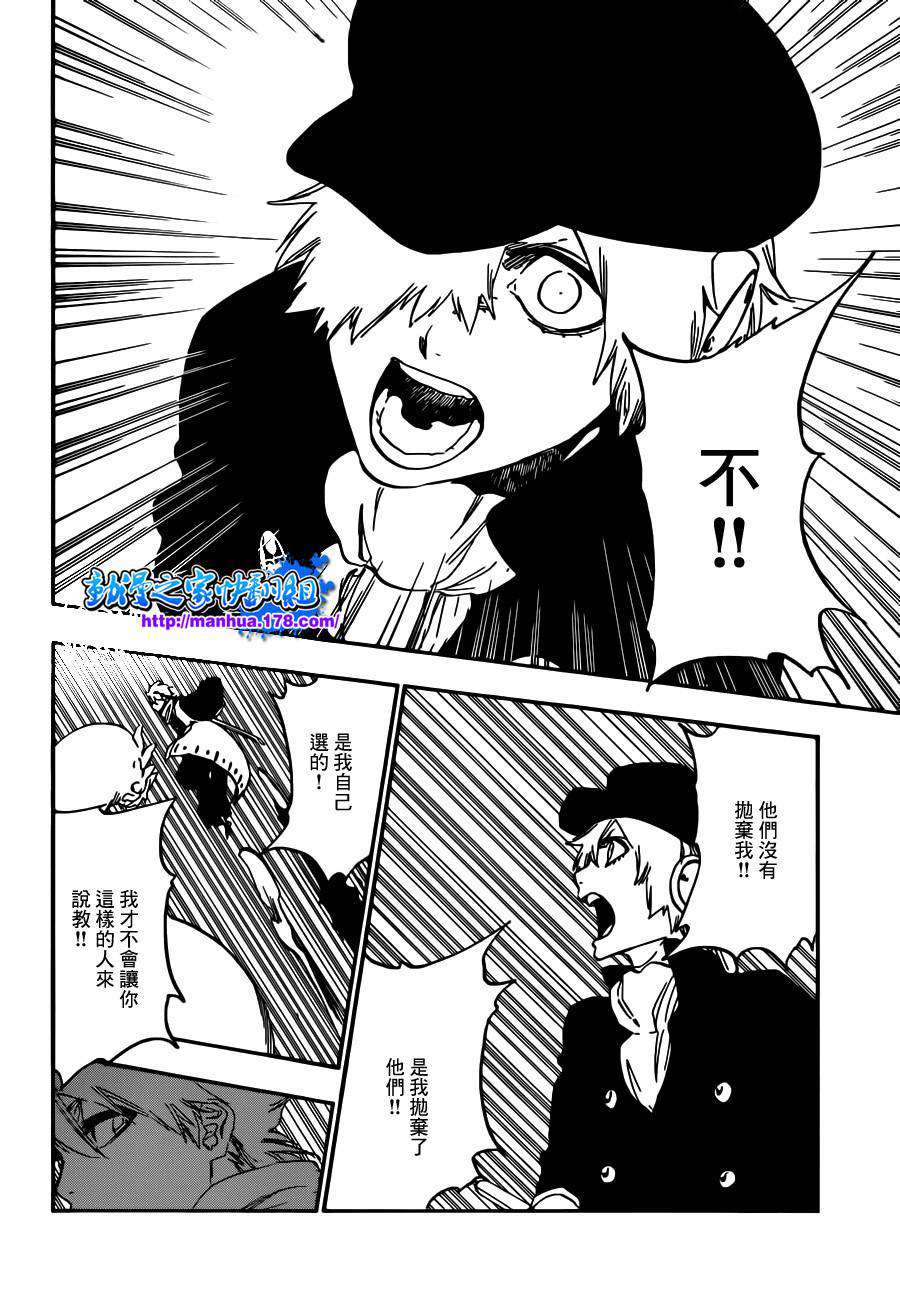 不!!
動漫之家快翻組
http://manhua.178.com/
他們沒有
拋棄我!!
是我拋棄了
他們!!
是我自己
選的!
我才不會讓你
這樣的人來
說教!!